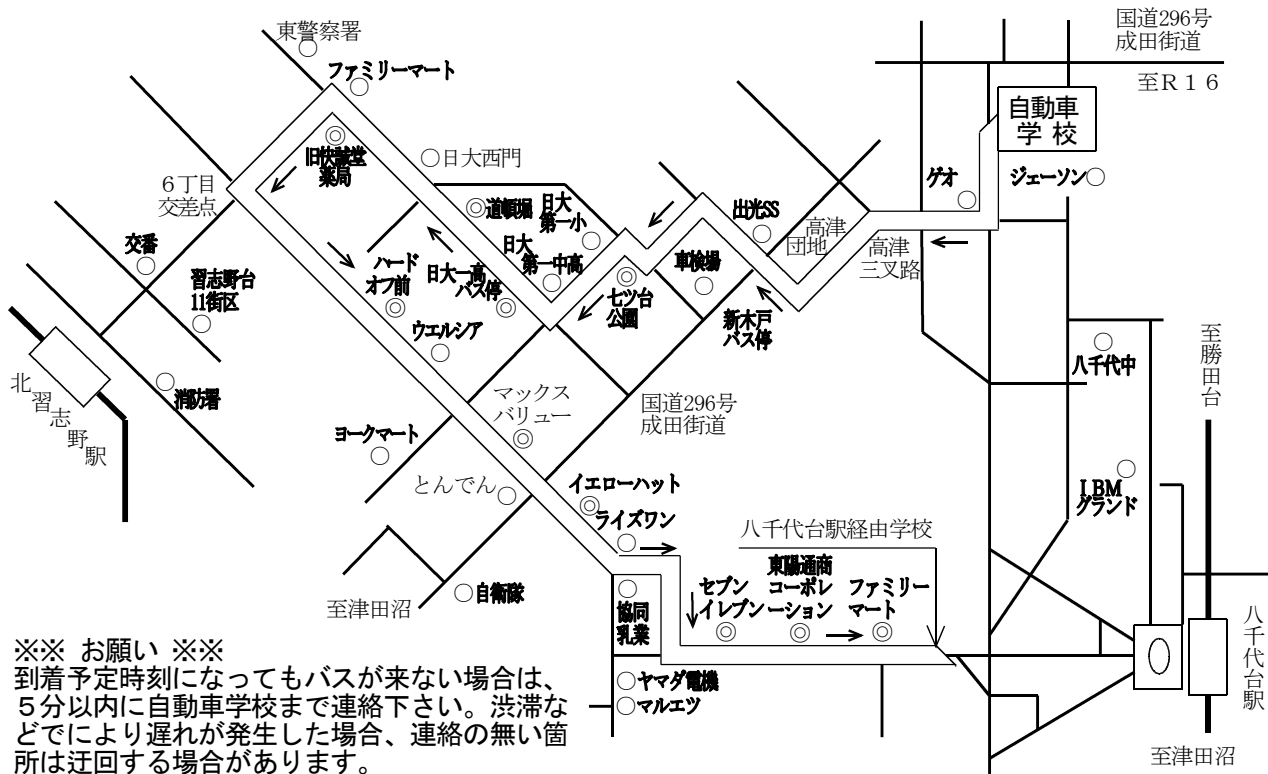 国道296号
成田街道
至R16
東警察署
ファミリーマート
自動車
学校
旧快誠堂
薬局
日大西門
ゲオ
ジェーソン
6丁目
交差点
道頓堀
日大
第一小
出光SS
高津
団地
高津
三叉路
交番
習志野台
11街区
ハード
オフ前
日大一高
バス停
日大
第一中高
七ツ台
公園
車検場
新木戸
バス停
ウエルシア
至勝田台
八千代中
北習志野駅
消防署
マックス
バリュー
国道296号
成田街道
ヨークマート
とんでん
イエローハット
ライズワン
IBM
グランド
八千代台駅経由学校
セブン
イレブン
東陽通商
コーポレ
ーション
ファミリー
マート
自衛隊
至津田沼
協同
乳業
八千代台駅
ヤマダ電機
マルエツ
至津田沼
※※ お願い ※※
到着予定時刻になってもバスが来ない場合は、
5分以内に自動車学校まで連絡下さい。渋滞な
どでにより遅れが発生した場合、連絡の無い箇
所は迂回する場合があります。